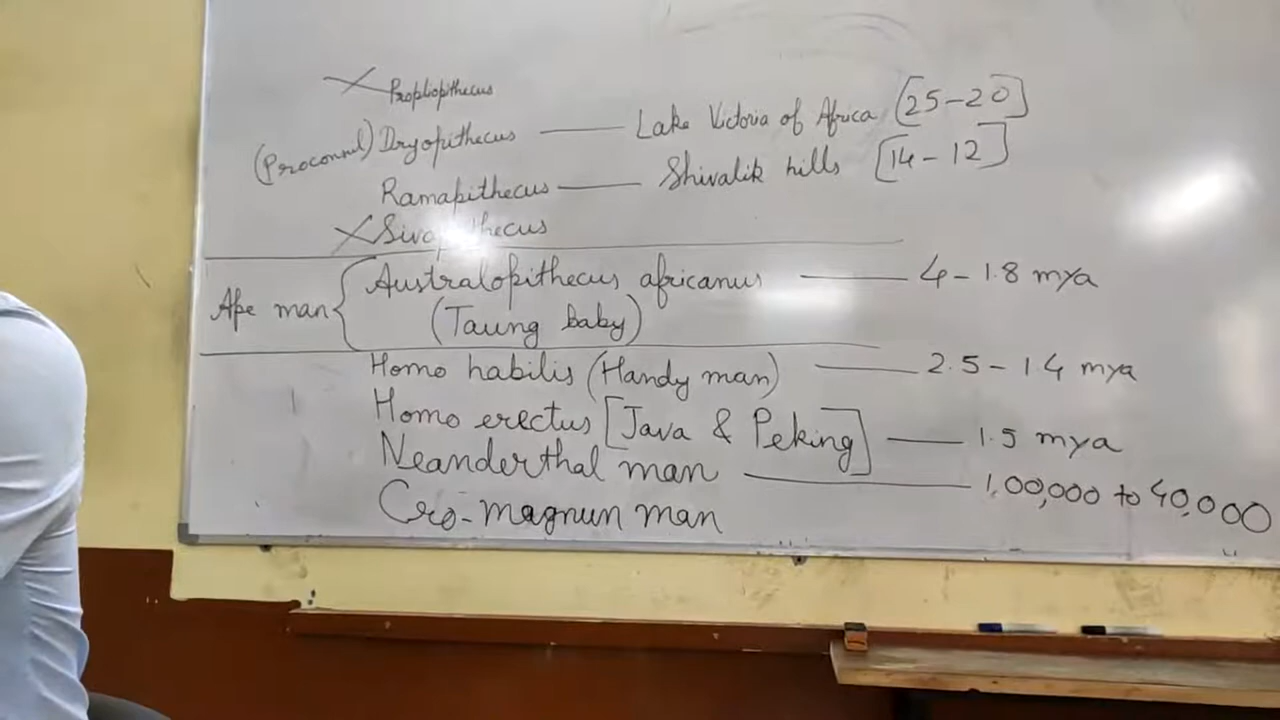 Propliopithecus
(Proconnul) Dryopithecus — Lake Victoria of Africa [25-20]
Ramapithecus — Shivalik hills [14-12]
Sivapithecus
Ape man { Australopithecus africanus — 4-1.8 mya
(Taung baby)
Homo habilis (Handy man) — 2.5-1.4 mya
Homo erectus [Java & Peking] — 1.5 mya
Neanderthal man — 1,00,000 to 40,000
Cro-magnun man